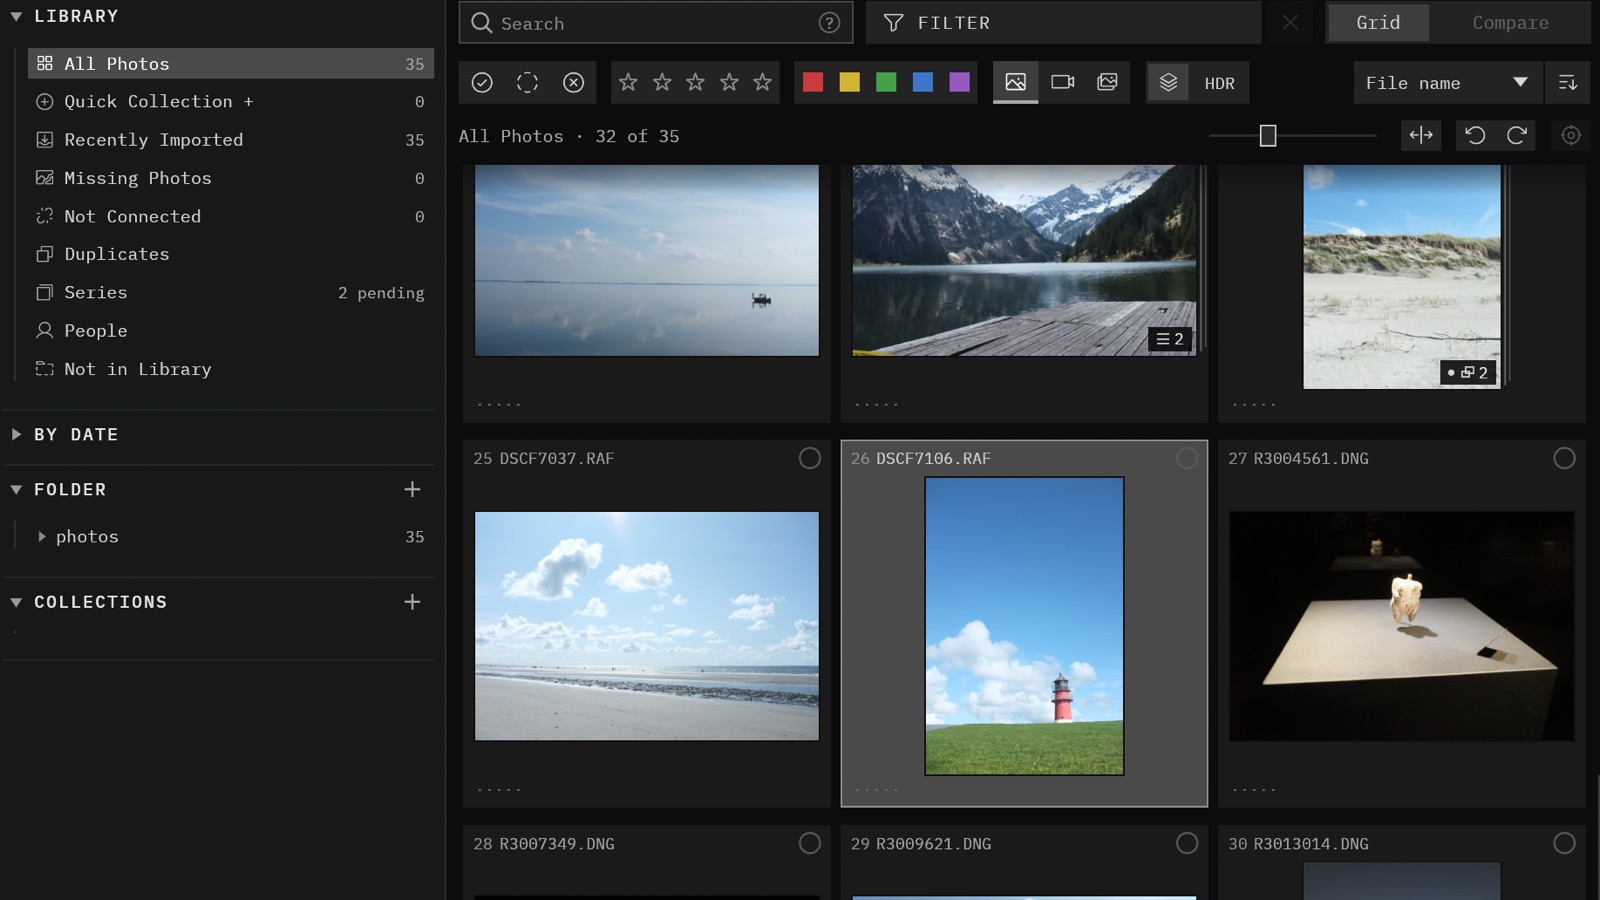 LIBRARY
All Photos 35
Quick Collection + 0
Recently Imported 35
Missing Photos 0
Not Connected 0
Duplicates
Series 2 pending
People
Not in Library
BY DATE
FOLDER
photos 35
COLLECTIONS
Search
FILTER
Grid
Compare
HDR
File name
All Photos · 32 of 35
2
2
25 DSCF7037.RAF
26 DSCF7106.RAF
27 R3004561.DNG
28 R3007349.DNG
29 R3009621.DNG
30 R3013014.DNG